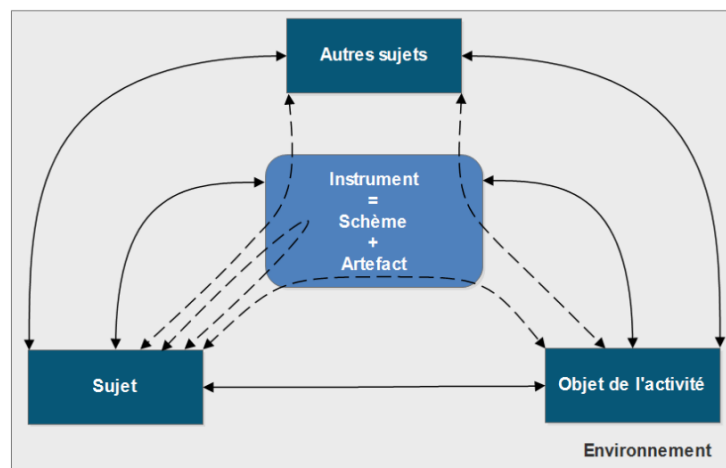 Autres sujets
Instrument
=
Schème
+
Artefact
Sujet
Objet de l'activité
Environnement